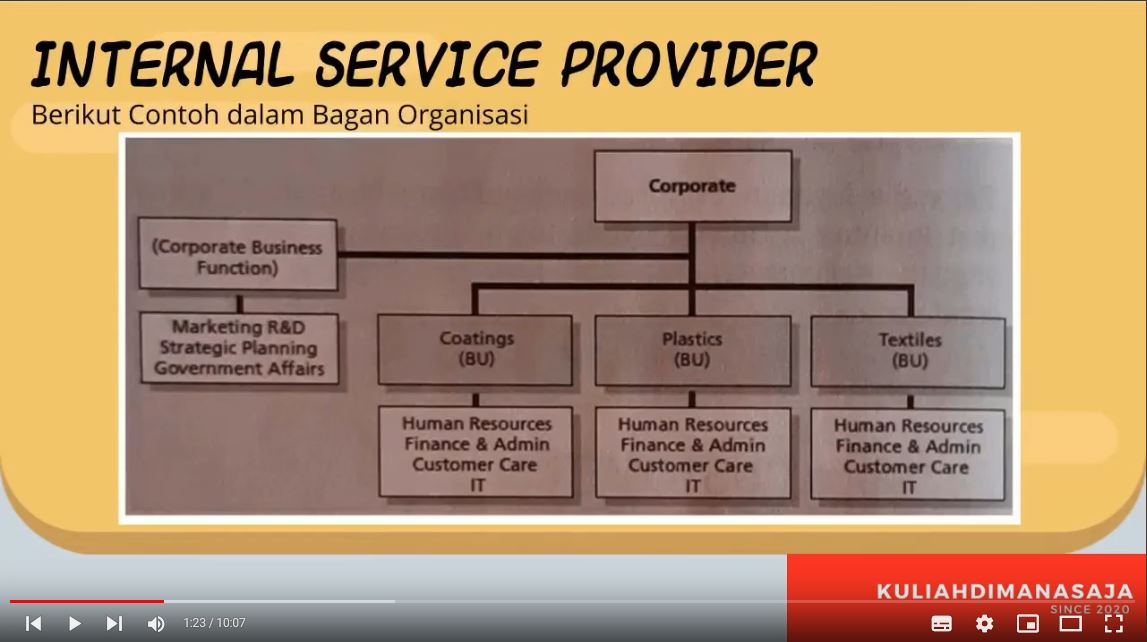 INTERNAL SERVICE PROVIDER
Berikut Contoh dalam Bagan Organisasi
Corporate
(Corporate Business
Function)
Marketing R&D
Strategic Planning
Government Affairs
Coatings
(BU)
Plastics
(BU)
Textiles
(BU)
Human Resources
Finance & Admin
Customer Care
IT
Human Resources
Finance & Admin
Customer Care
IT
Human Resources
Finance & Admin
Customer Care
IT
KULIAHDIMANASAJA
SINCE 2020
1:23 / 10:07